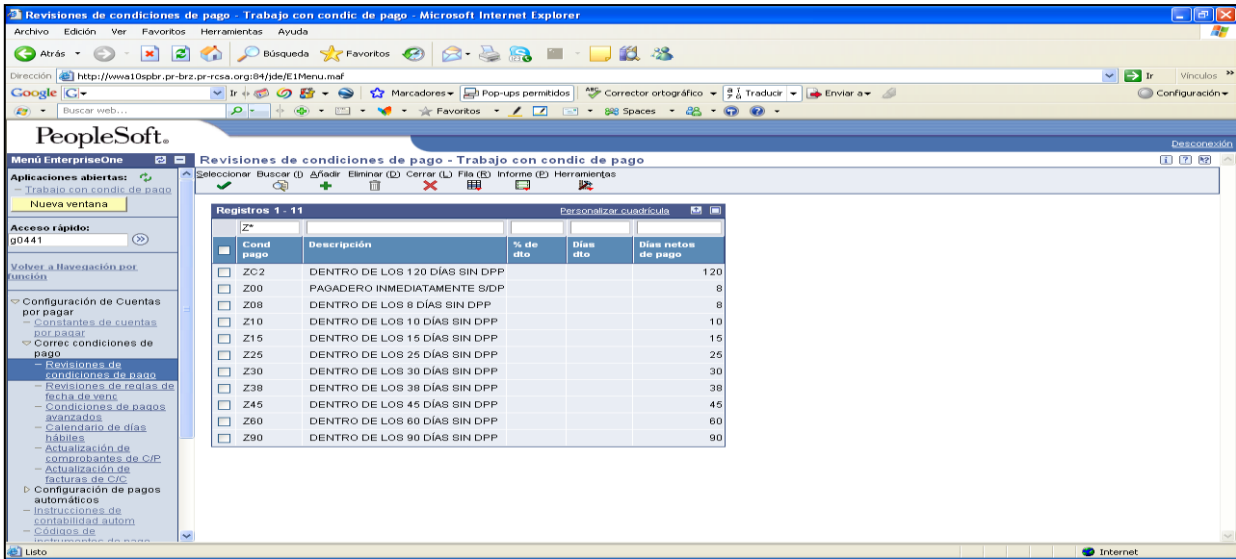 Revisiones de condiciones de pago - Trabajo con condic de pago - Microsoft Internet Explorer
Archivo Edición Ver Favoritos Herramientas Ayuda
Atrás Búsqueda Favoritos
Dirección http://wwa10spbr.pr-brz.pr-rcsa.org:84/jde/E1Menu.maf Ir Vínculos »
Google G Ir Marcadores Pop-ups permitidos Corrector ortográfico Traducir Enviar a Configuración
Buscar web... Favoritos Spaces
PeopleSoft.
Desconexión
Menú EnterpriseOne
Revisiones de condiciones de pago - Trabajo con condic de pago
Aplicaciones abiertas:
– Trabajo con condic de pago
Nueva ventana
Seleccionar Buscar (I) Añadir Eliminar (D) Cerrar (L) Fila (R) Informe (P) Herramientas
Acceso rápido:
g0441
Volver a Navegación por
función
Configuración de Cuentas
por pagar
– Constantes de cuentas
por pagar
Correc condiciones de
pago
– Revisiones de
condiciones de pago
– Revisiones de reglas de
fecha de venc
– Condiciones de pagos
avanzados
– Calendario de días
hábiles
– Actualización de
comprobantes de C/P
– Actualización de
facturas de C/C
Configuración de pagos
automáticos
– Instrucciones de
contabilidad autom
– Códigos de
instrumentos de pago
Registros 1 - 11 Personalizar cuadrícula
Z*
Cond pago Descripción % de dto Días dto Días netos de pago
ZC2 DENTRO DE LOS 120 DÍAS SIN DPP 120
Z00 PAGADERO INMEDIATAMENTE S/DP 8
Z08 DENTRO DE LOS 8 DÍAS SIN DPP 8
Z10 DENTRO DE LOS 10 DÍAS SIN DPP 10
Z15 DENTRO DE LOS 15 DÍAS SIN DPP 15
Z25 DENTRO DE LOS 25 DÍAS SIN DPP 25
Z30 DENTRO DE LOS 30 DÍAS SIN DPP 30
Z38 DENTRO DE LOS 38 DÍAS SIN DPP 38
Z45 DENTRO DE LOS 45 DÍAS SIN DPP 45
Z60 DENTRO DE LOS 60 DÍAS SIN DPP 60
Z90 DENTRO DE LOS 90 DÍAS SIN DPP 90
Listo Internet